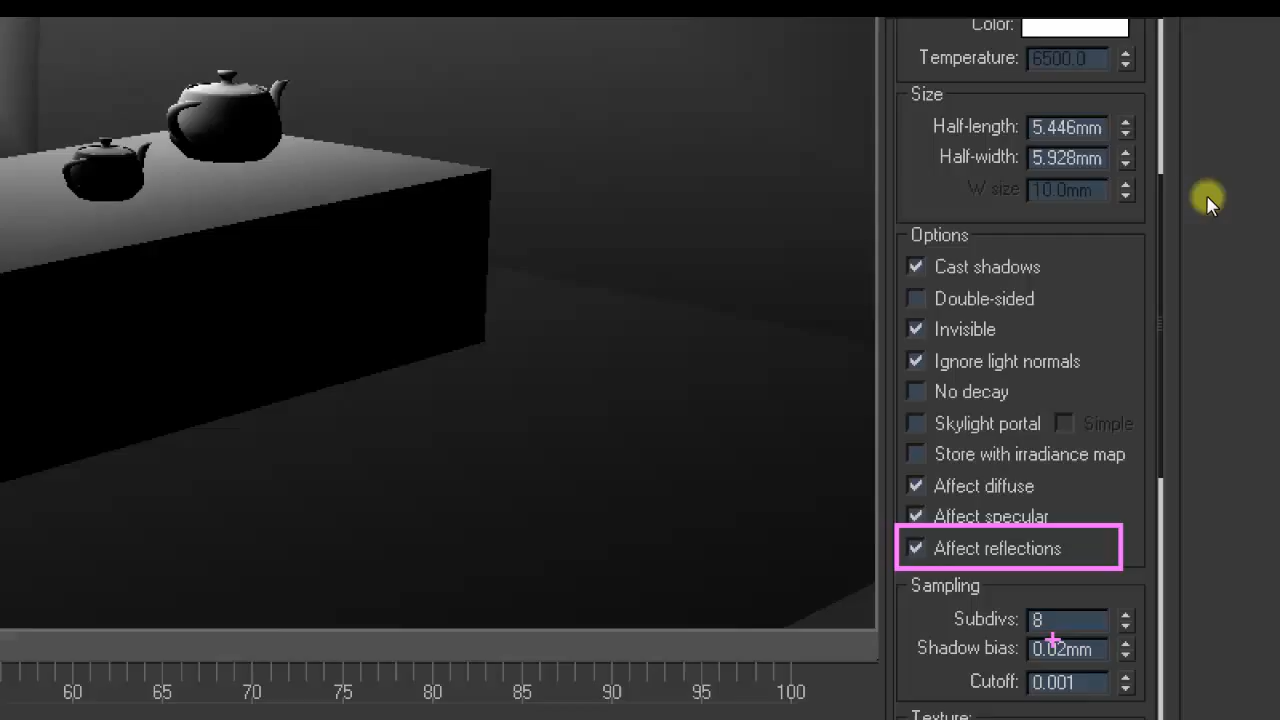 Color:
Temperature: 6500.0
Size
Half-length: 5.446mm
Half-width: 5.928mm
W size 10.0mm
Options
Cast shadows
Double-sided
Invisible
Ignore light normals
No decay
Skylight portal Simple
Store with irradiance map
Affect diffuse
Affect specular
Affect reflections
Sampling
Subdivs: 8
Shadow bias: 0.02mm
Cutoff: 0.001
Texture:
60 65 70 75 80 85 90 95 100